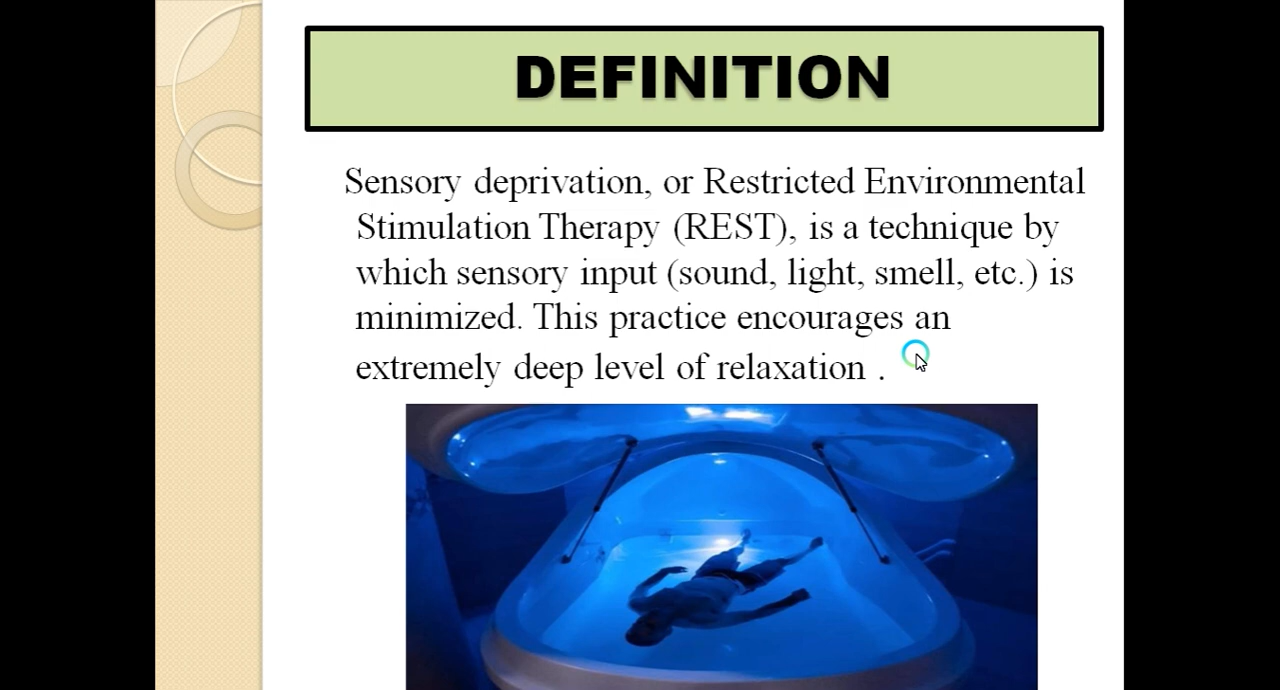 DEFINITION
Sensory deprivation, or Restricted Environmental
Stimulation Therapy (REST), is a technique by
which sensory input (sound, light, smell, etc.) is
minimized. This practice encourages an
extremely deep level of relaxation .